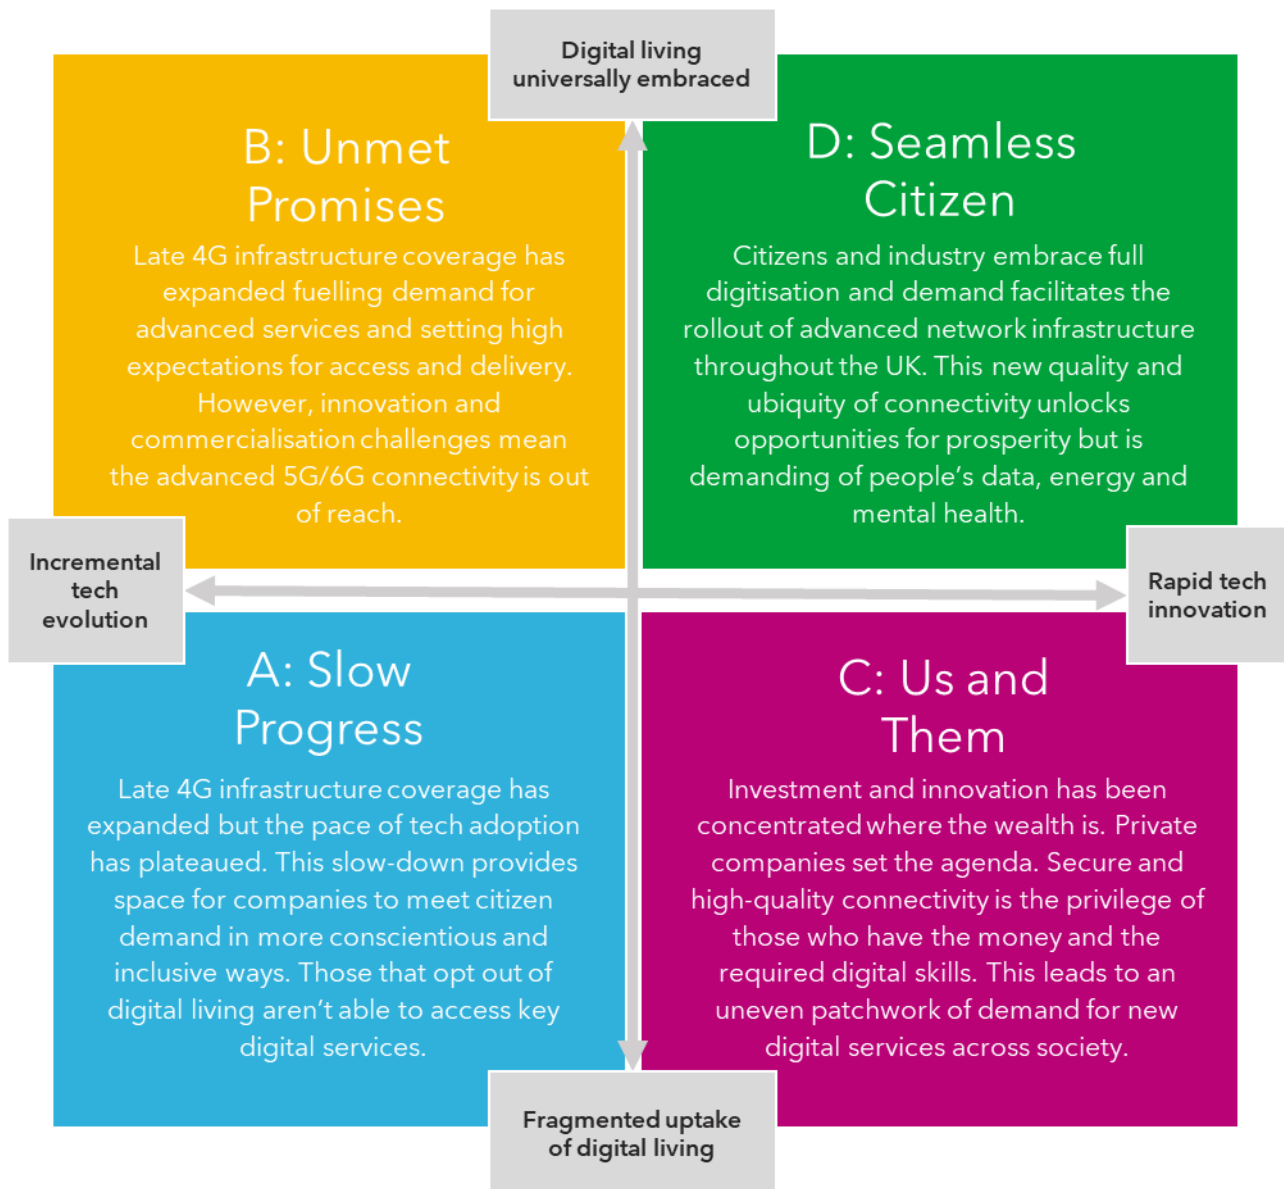 Digital living
universally embraced
B: Unmet
Promises
Late 4G infrastructure coverage has
expanded fuelling demand for
advanced services and setting high
expectations for access and delivery.
However, innovation and
commercialisation challenges mean
the advanced 5G/6G connectivity is out
of reach.
D: Seamless
Citizen
Citizens and industry embrace full
digitisation and demand facilitates the
rollout of advanced network infrastructure
throughout the UK. This new quality and
ubiquity of connectivity unlocks
opportunities for prosperity but is
demanding of people’s data, energy and
mental health.
Incremental
tech
evolution
Rapid tech
innovation
A: Slow
Progress
Late 4G infrastructure coverage has
expanded but the pace of tech adoption
has plateaued. This slow-down provides
space for companies to meet citizen
demand in more conscientious and
inclusive ways. Those that opt out of
digital living aren’t able to access key
digital services.
C: Us and
Them
Investment and innovation has been
concentrated where the wealth is. Private
companies set the agenda. Secure and
high-quality connectivity is the privilege of
those who have the money and the
required digital skills. This leads to an
uneven patchwork of demand for new
digital services across society.
Fragmented uptake
of digital living